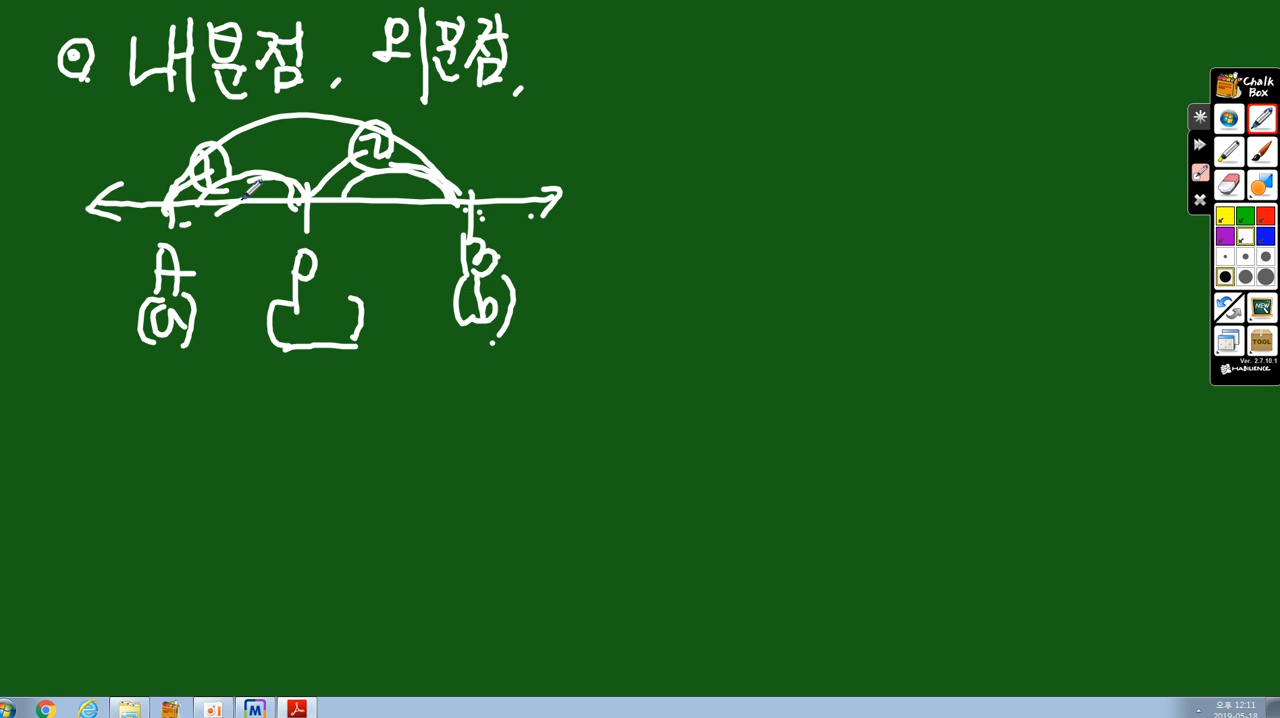 ⊙ 내분점, 외분점,
① ②
A P B
(a) (b)
Chalk Box
NEW
TOOL
Ver. 2.7.10.1
HABILIENCE
오후 12:11
2019-05-18